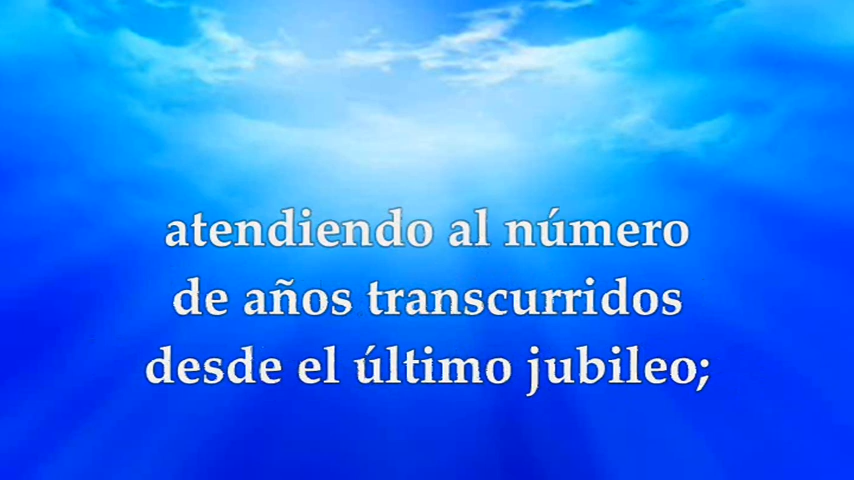 atendiendo al número
de años transcurridos
desde el último jubileo;